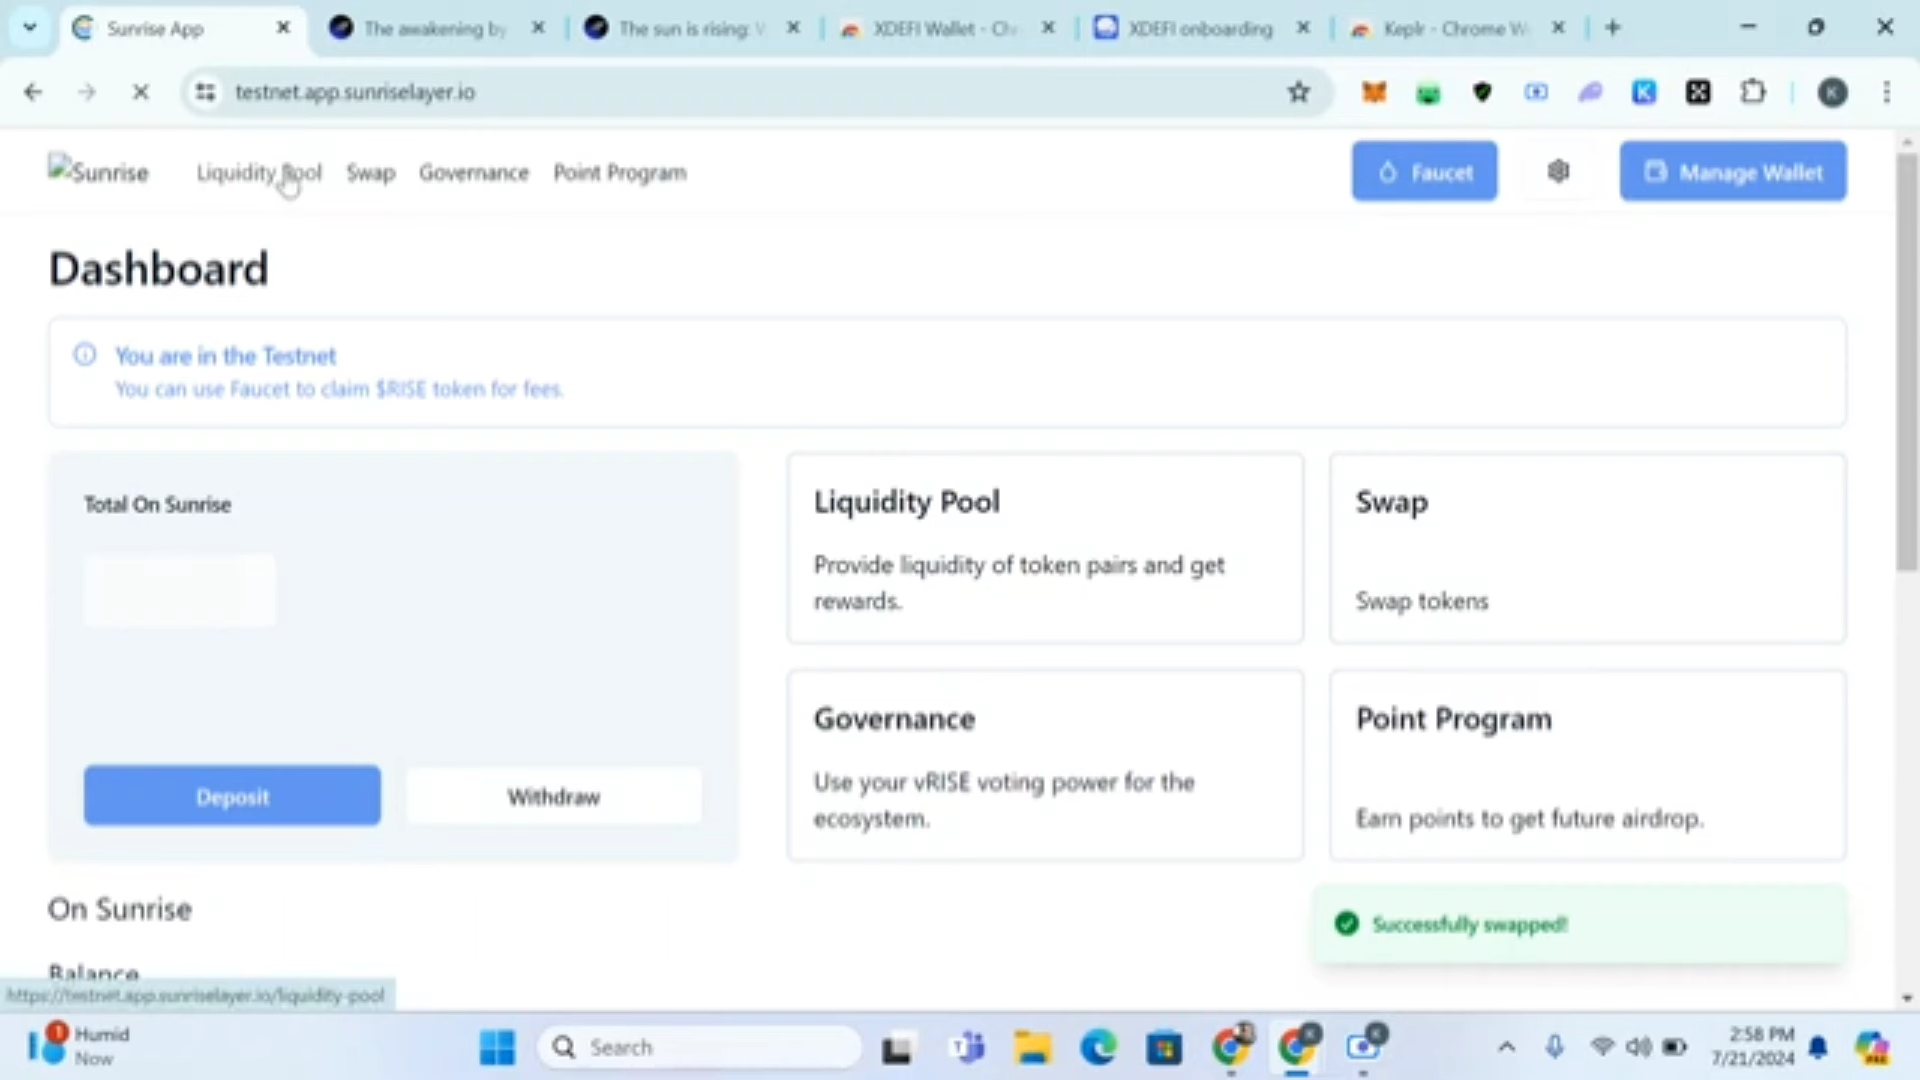 Sunrise App
The awakening by
The sun is rising: V
XDEFI Wallet - Chr
XDEFI onboarding
Keplr - Chrome W
testnet.app.sunriselayer.io
Sunrise
Liquidity Pool
Swap
Governance
Point Program
Faucet
Manage Wallet
Dashboard
You are in the Testnet
You can use Faucet to claim $RISE token for fees.
Total On Sunrise
Deposit
Withdraw
Liquidity Pool
Provide liquidity of token pairs and get
rewards.
Swap
Swap tokens
Governance
Use your vRISE voting power for the
ecosystem.
Point Program
Earn points to get future airdrop.
On Sunrise
Balance
Successfully swapped!
https://testnet.app.sunriselayer.io/liquidity-pool
1
Humid
Now
Search
2:58 PM
7/21/2024